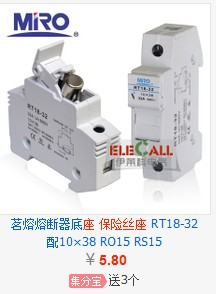 MIRO
RT18-32
MIRO
RT18-32
ELECALL
伊莱科电气
茗熔熔断器底座 保险丝座 RT18-32
配10×38 RO15 RS15
￥5.80
集分宝 送3个